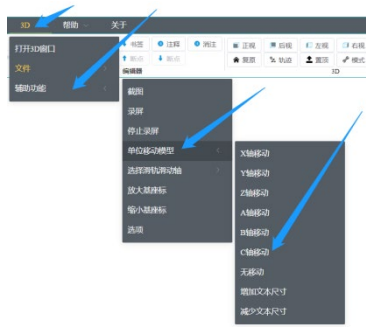 3D 帮助 关于
打开3D窗口
文件
辅助功能
书签 注释 消注 正视 后视 左视 右视
断点 断点 复原 轨迹 置顶 模式
编辑器 3D
截图
录屏
停止录屏
单位移动模型
选择滑轨滑动轴
放大基座标
缩小基座标
选项
X轴移动
Y轴移动
Z轴移动
A轴移动
B轴移动
C轴移动
无移动
增加文本尺寸
减少文本尺寸